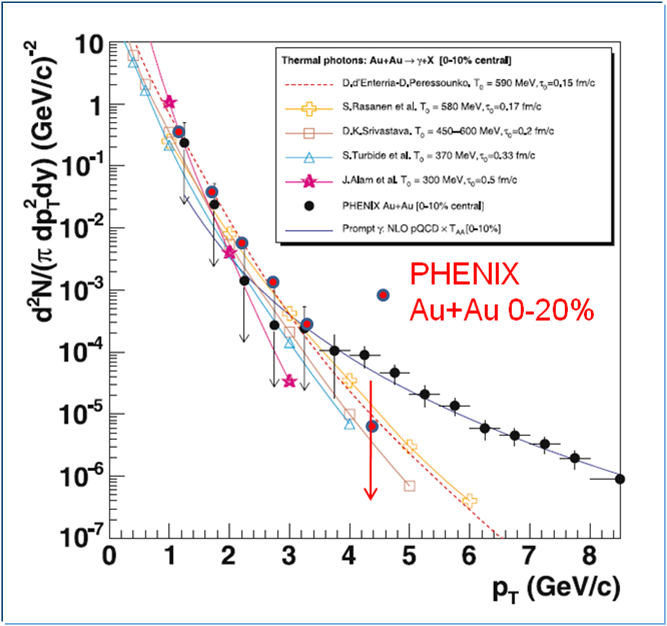 d²N/(π dp²_T dy) (GeV/c)⁻²
10
1
10⁻¹
10⁻²
10⁻³
10⁻⁴
10⁻⁵
10⁻⁶
10⁻⁷
Thermal photons: Au+Au → γ+X [0-10% central]
D.d'Enterria-D.Peressounko. T₀ = 590 MeV, τ₀=0.15 fm/c
S.Rasanen et al. T₀ = 580 MeV, τ₀=0.17 fm/c
D.K.Srivastava. T₀ = 450–600 MeV, τ₀=0.2 fm/c
S.Turbide et al. T₀ = 370 MeV, τ₀=0.33 fm/c
J.Alam et al. T₀ = 300 MeV, τ₀=0.5 fm/c
PHENIX Au+Au [0-10% central]
Prompt γ: NLO pQCD × T_AA[0-10%]
PHENIX
Au+Au 0-20%
0 1 2 3 4 5 6 7 8
p_T (GeV/c)